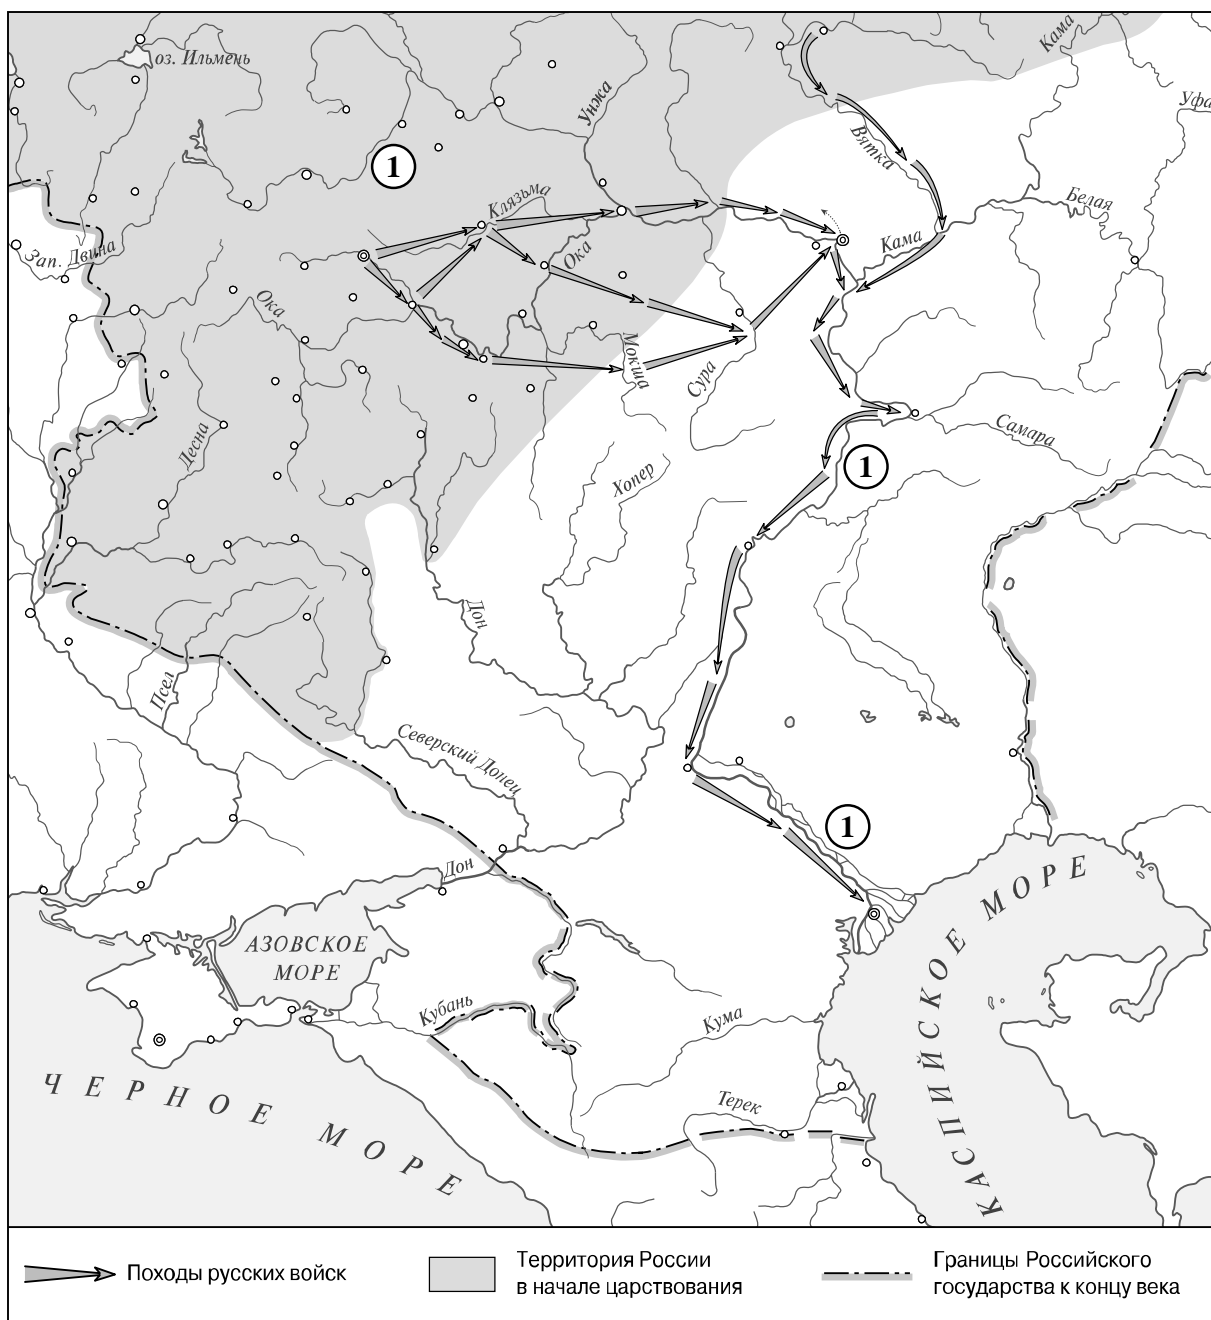 оз. Ильмень
Унжа
Кама
Уфа
1
Вятка
Клязьма
Белая
Зап. Двина
Ока
Кама
Ока
Мокша
Сура
Десна
Самара
1
Хопер
Дон
Псел
Северский Донец
1
Дон
АЗОВСКОЕ
МОРЕ
КАСПИЙСКОЕ МОРЕ
Кубань
Кума
Терек
ЧЕРНОЕ МОРЕ
Походы русских войск
Территория России
в начале царствования
Границы Российского
государства к концу века